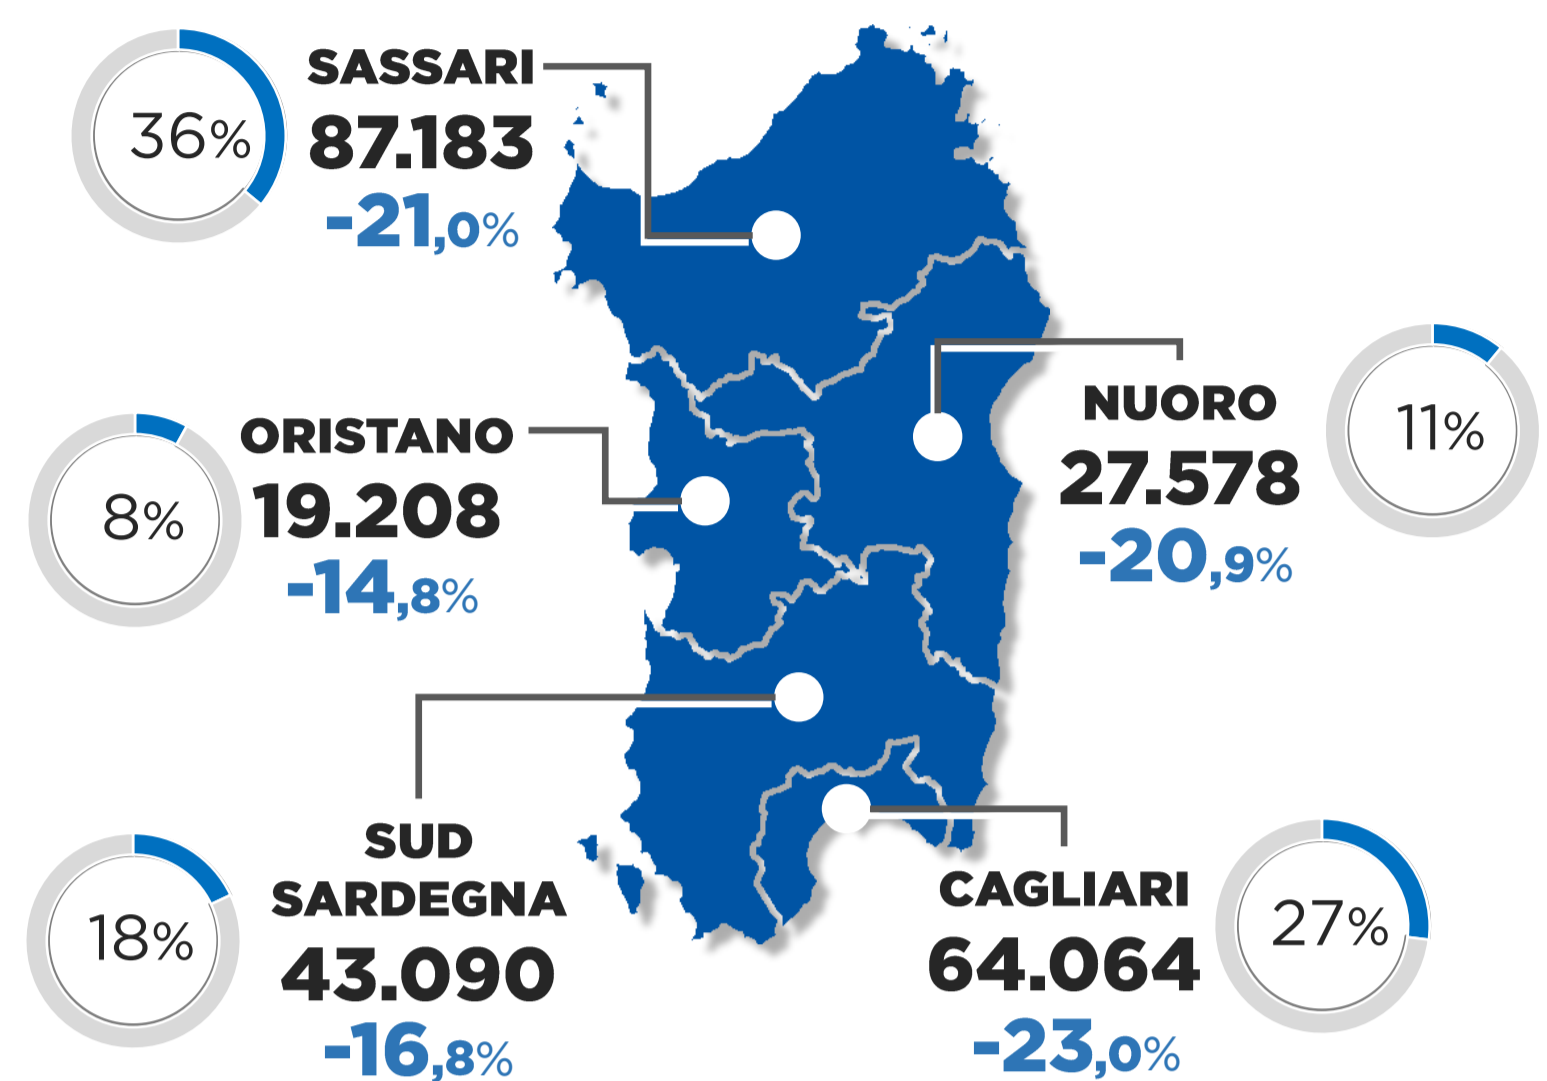 36%
SASSARI
87.183
-21,0%
NUORO
27.578
-20,9%
11%
ORISTANO
19.208
-14,8%
8%
SUD
SARDEGNA
43.090
-16,8%
18%
CAGLIARI
64.064
-23,0%
27%